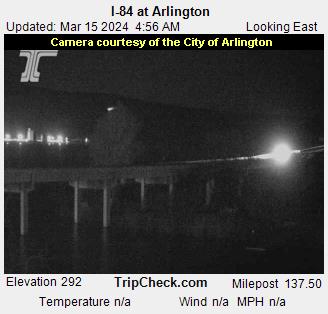 I-84 at Arlington
Updated: Mar 15 2024 4:56 AM Looking East
Camera courtesy of the City of Arlington
Elevation 292 TripCheck.com Milepost 137.50
Temperature n/a Wind n/a MPH n/a